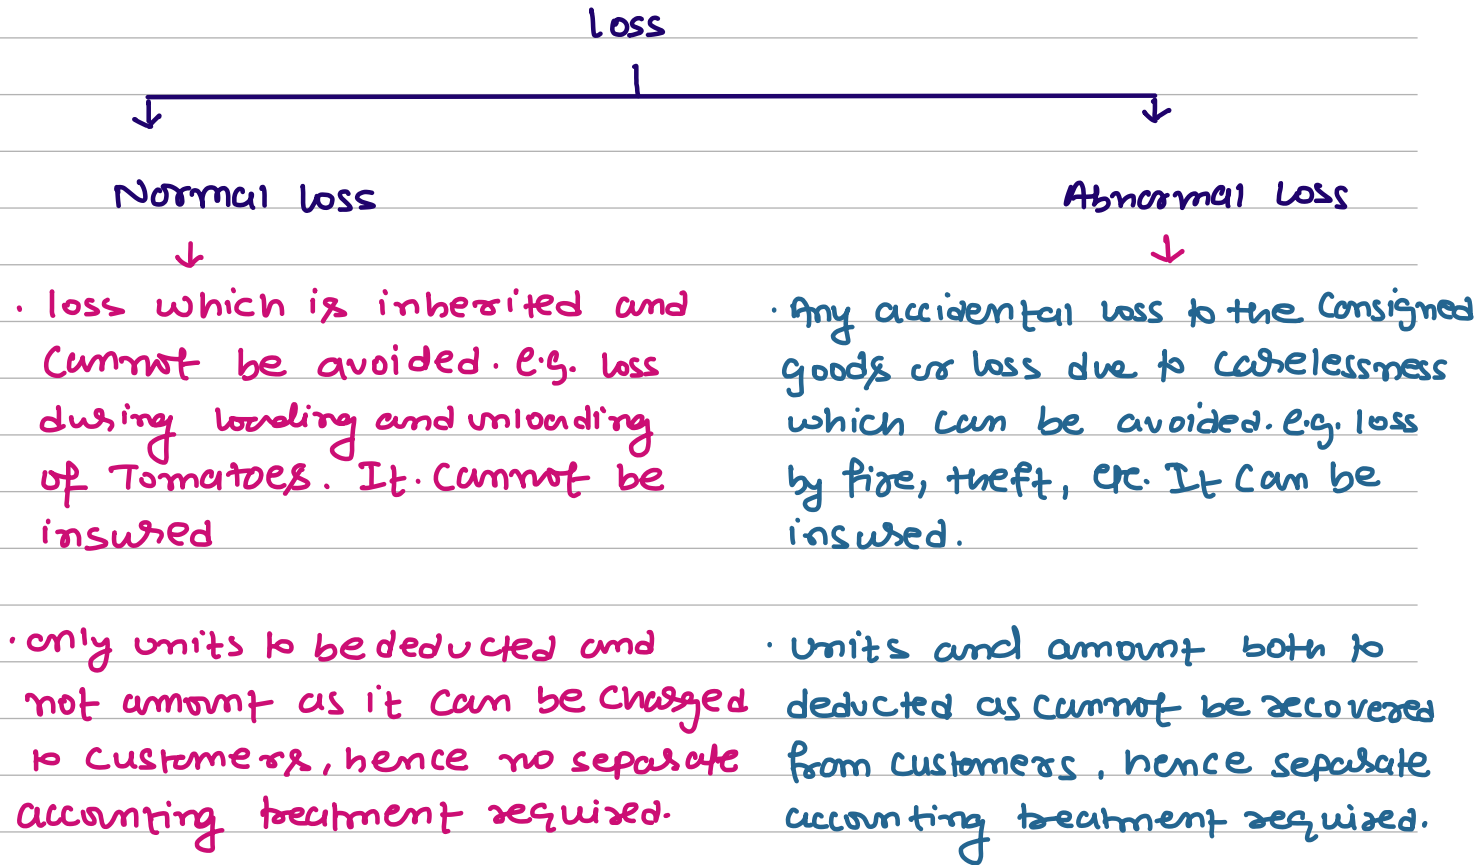 Loss
Normal Loss
Abnormal Loss
· Loss which is inherited and
cannot be avoided. e.g. loss
during loading and unloading
of Tomatoes. It. cannot be
insured
· only units to be deducted and
not amount as it can be charged
to customers, hence no separate
accounting treatment required.
· Any accidental loss to the consigned
goods or loss due to carelessness
which can be avoided. e.g. loss
by fire, theft, etc. It can be
insured.
· units and amount both to
deducted as cannot be recovered
from customers, hence separate
accounting treatment required.